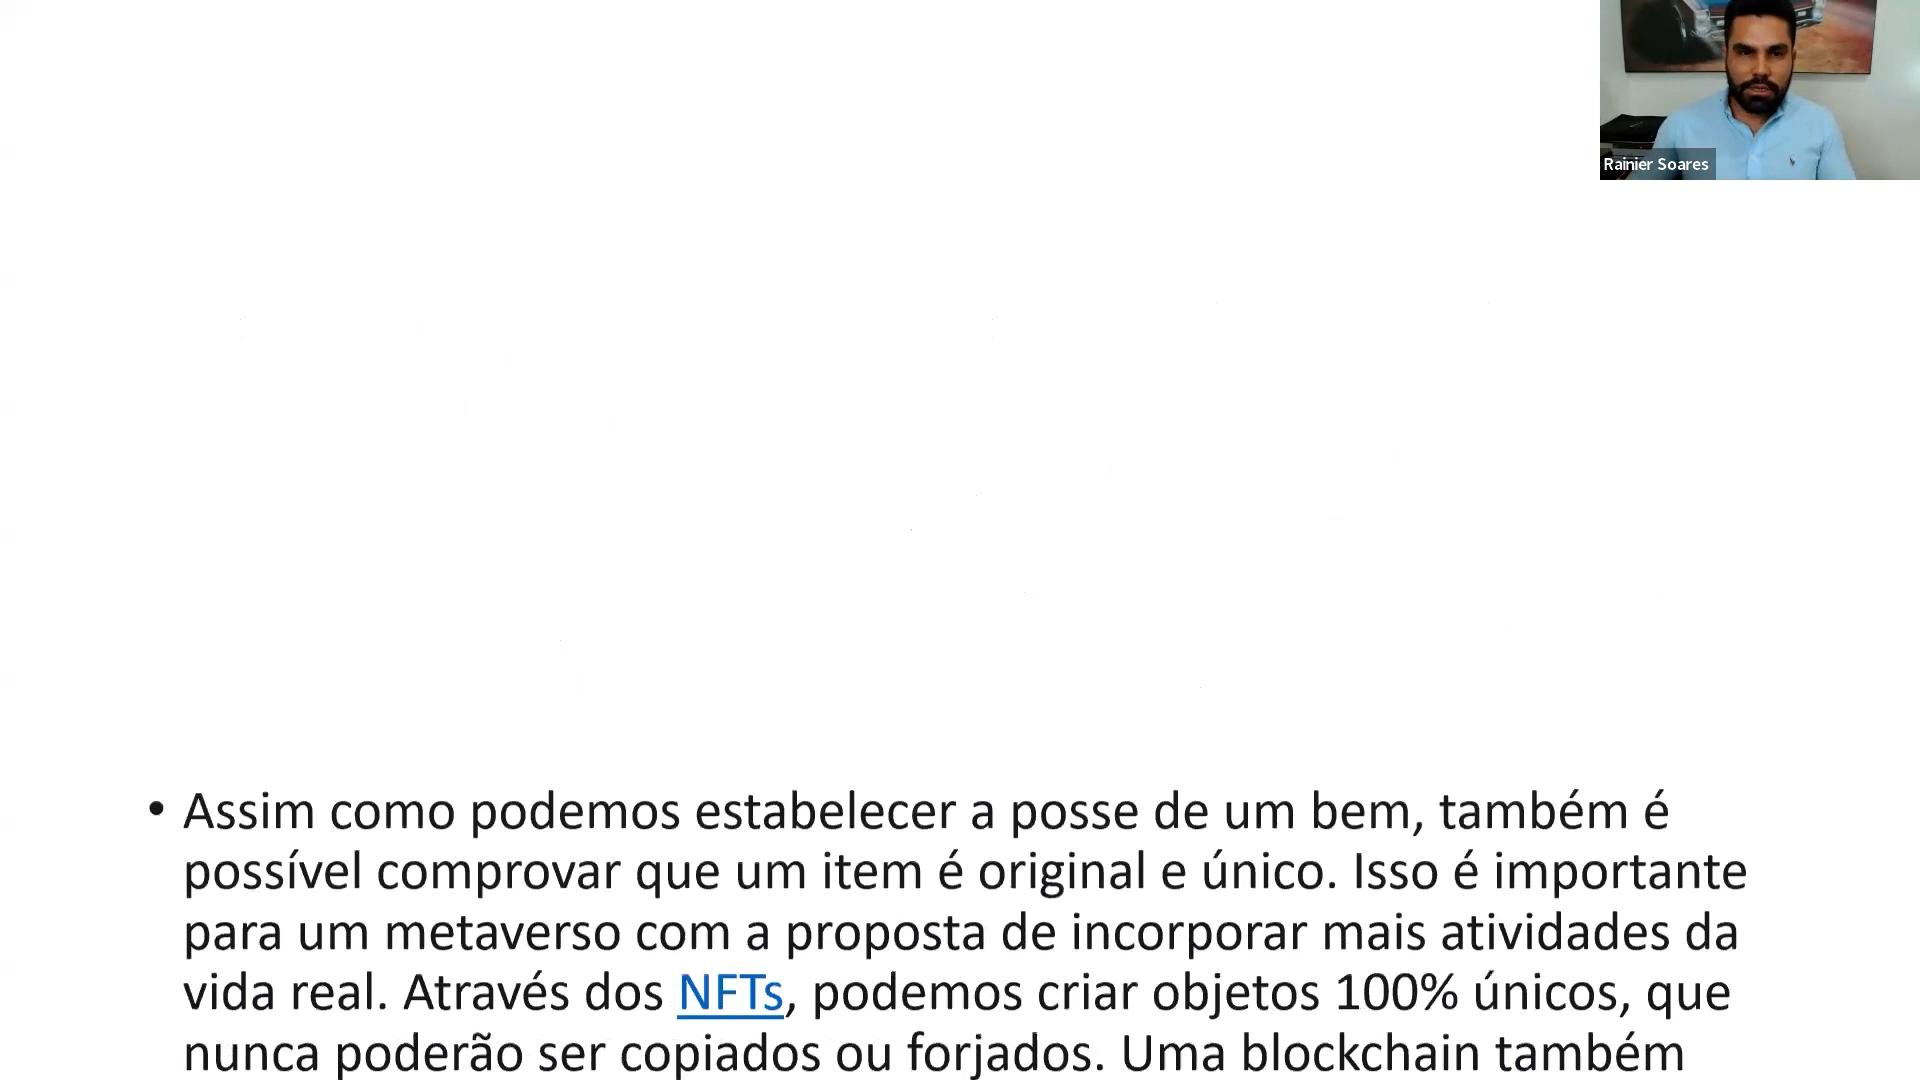 Rainier Soares
• Assim como podemos estabelecer a posse de um bem, também é
possível comprovar que um item é original e único. Isso é importante
para um metaverso com a proposta de incorporar mais atividades da
vida real. Através dos NFTs, podemos criar objetos 100% únicos, que
nunca poderão ser copiados ou forjados. Uma blockchain também